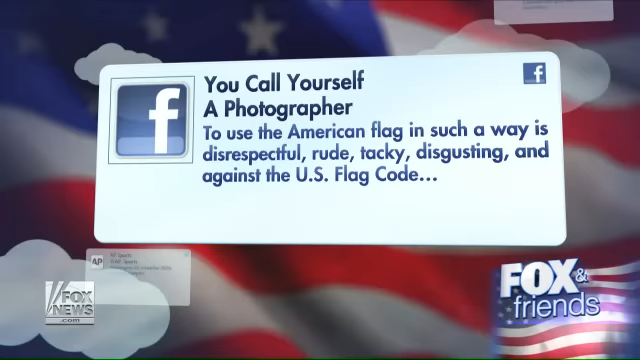 You Call Yourself
A Photographer
To use the American flag in such a way is
disrespectful, rude, tacky, disgusting, and
against the U.S. Flag Code...
AP
FOX
NEWS
.com
FOX &
friends